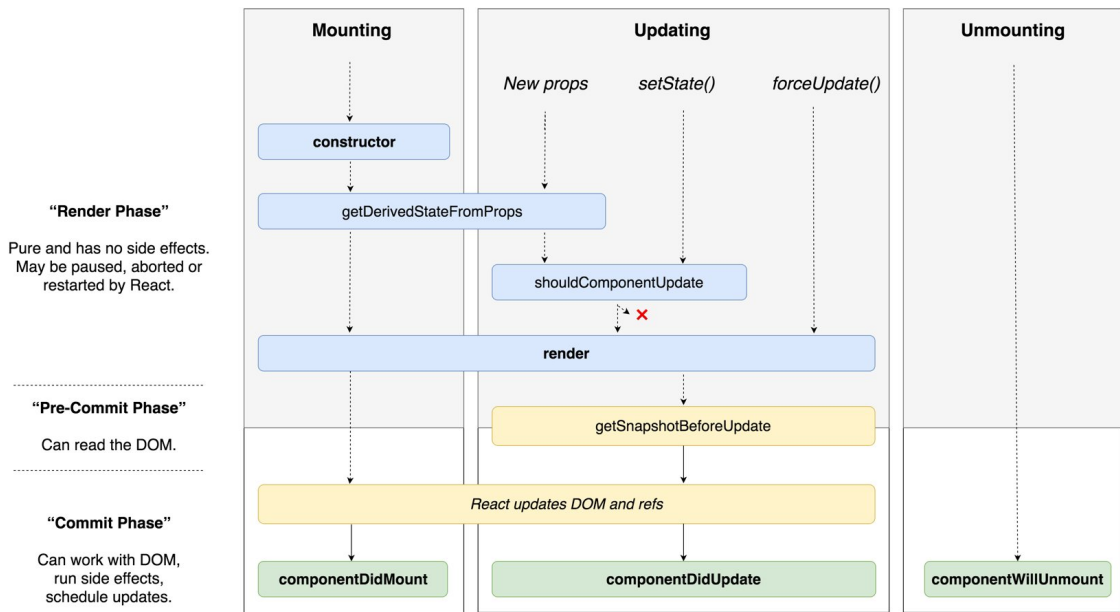 Mounting
Updating
Unmounting
New props
setState()
forceUpdate()
constructor
“Render Phase”
getDerivedStateFromProps
Pure and has no side effects.
May be paused, aborted or
restarted by React.
shouldComponentUpdate
render
“Pre-Commit Phase”
Can read the DOM.
getSnapshotBeforeUpdate
React updates DOM and refs
“Commit Phase”
Can work with DOM,
run side effects,
schedule updates.
componentDidMount
componentDidUpdate
componentWillUnmount